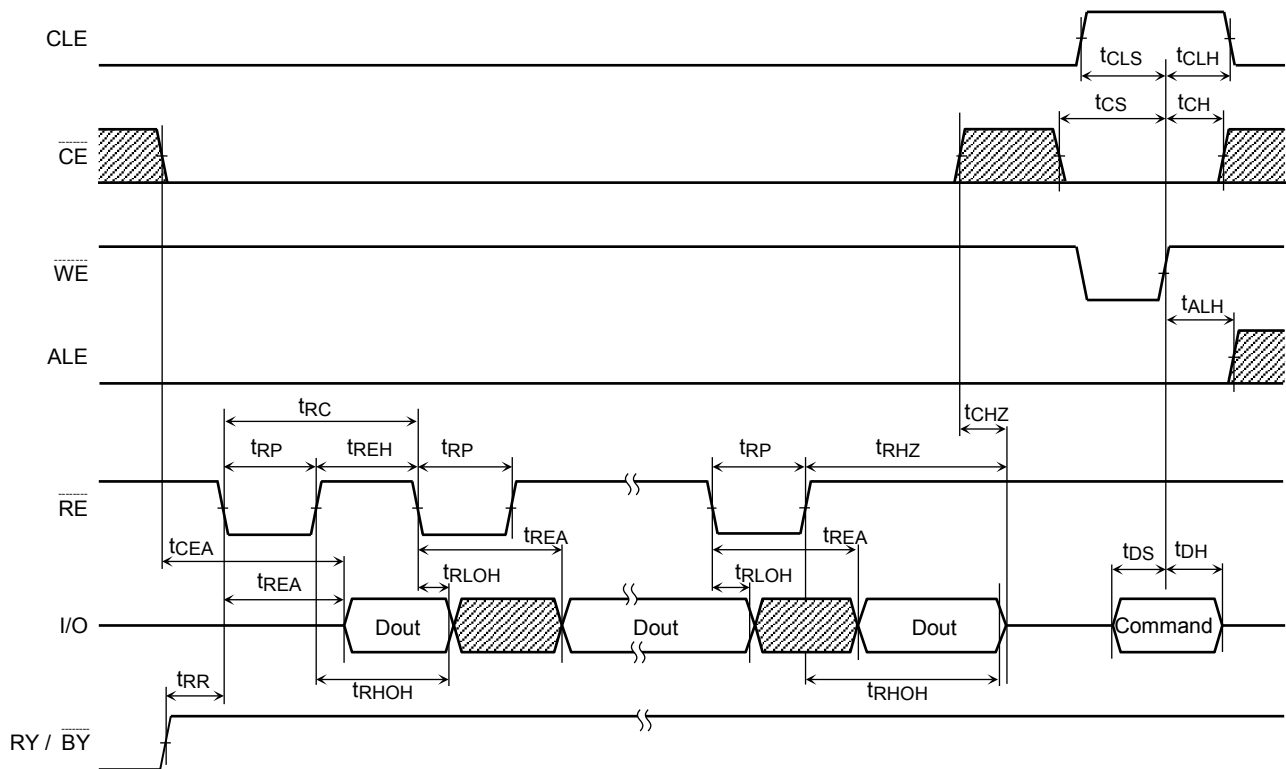 CLE
tCLS tCLH
tCS tCH
CE
WE
tALH
ALE
tRC
tCHZ
tRP tREH tRP tRP tRHZ
RE
tCEA tREA tREA
tREA tRLOH tRLOH tDS tDH
I/O Dout Dout Dout Command
tRR tRHOH tRHOH
RY / BY